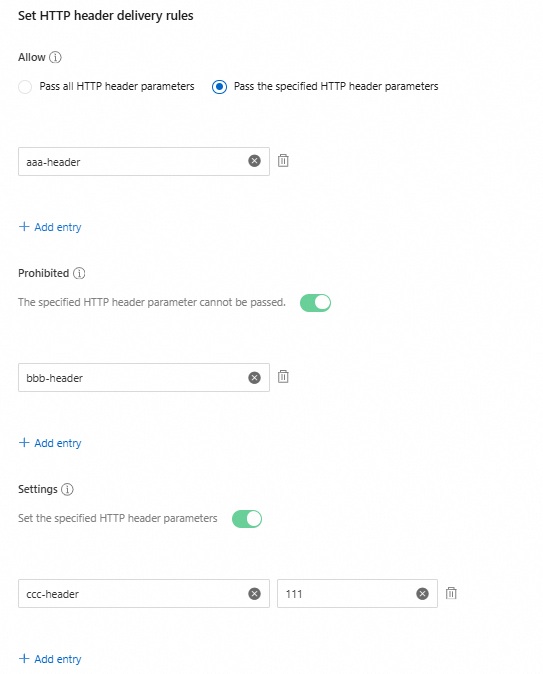 Set HTTP header delivery rules
Allow
Pass all HTTP header parameters Pass the specified HTTP header parameters
aaa-header
+ Add entry
Prohibited
The specified HTTP header parameter cannot be passed.
bbb-header
+ Add entry
Settings
Set the specified HTTP header parameters
ccc-header 111
+ Add entry